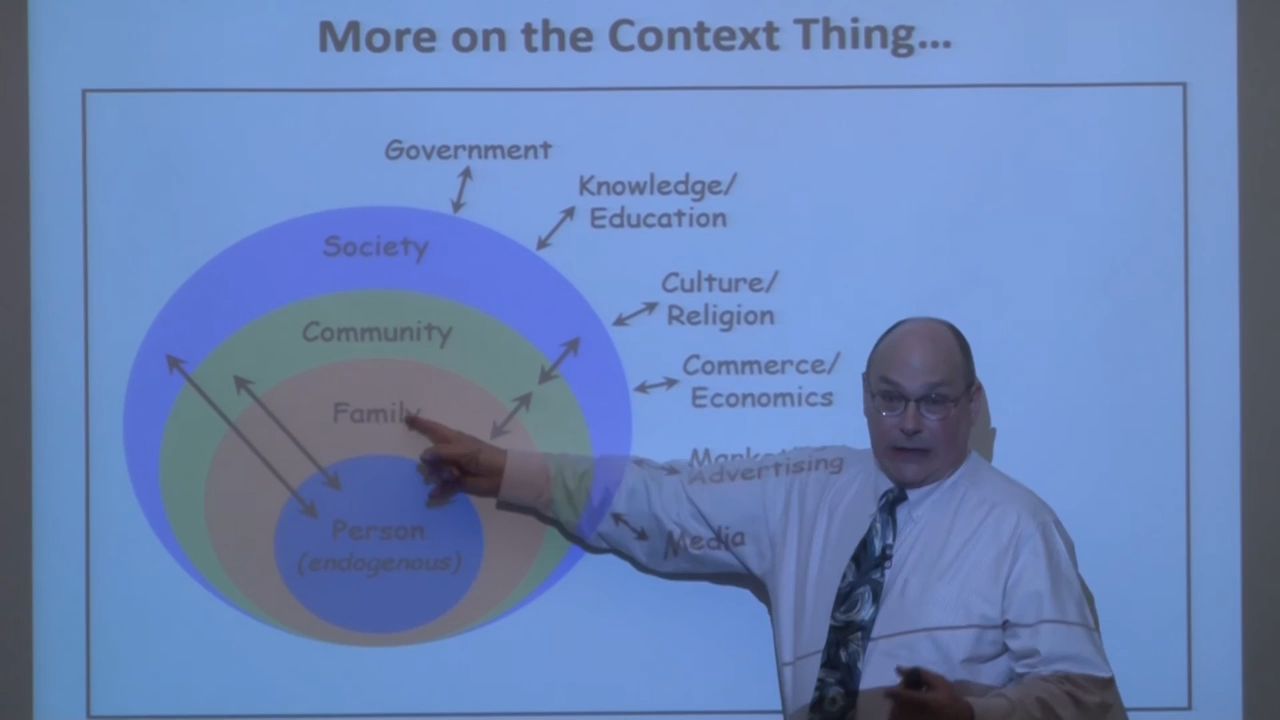 More on the Context Thing...
Government
Knowledge/
Education
Society
Culture/
Religion
Community
Commerce/
Economics
Family
Advertising
Person
(endogenous)
Media